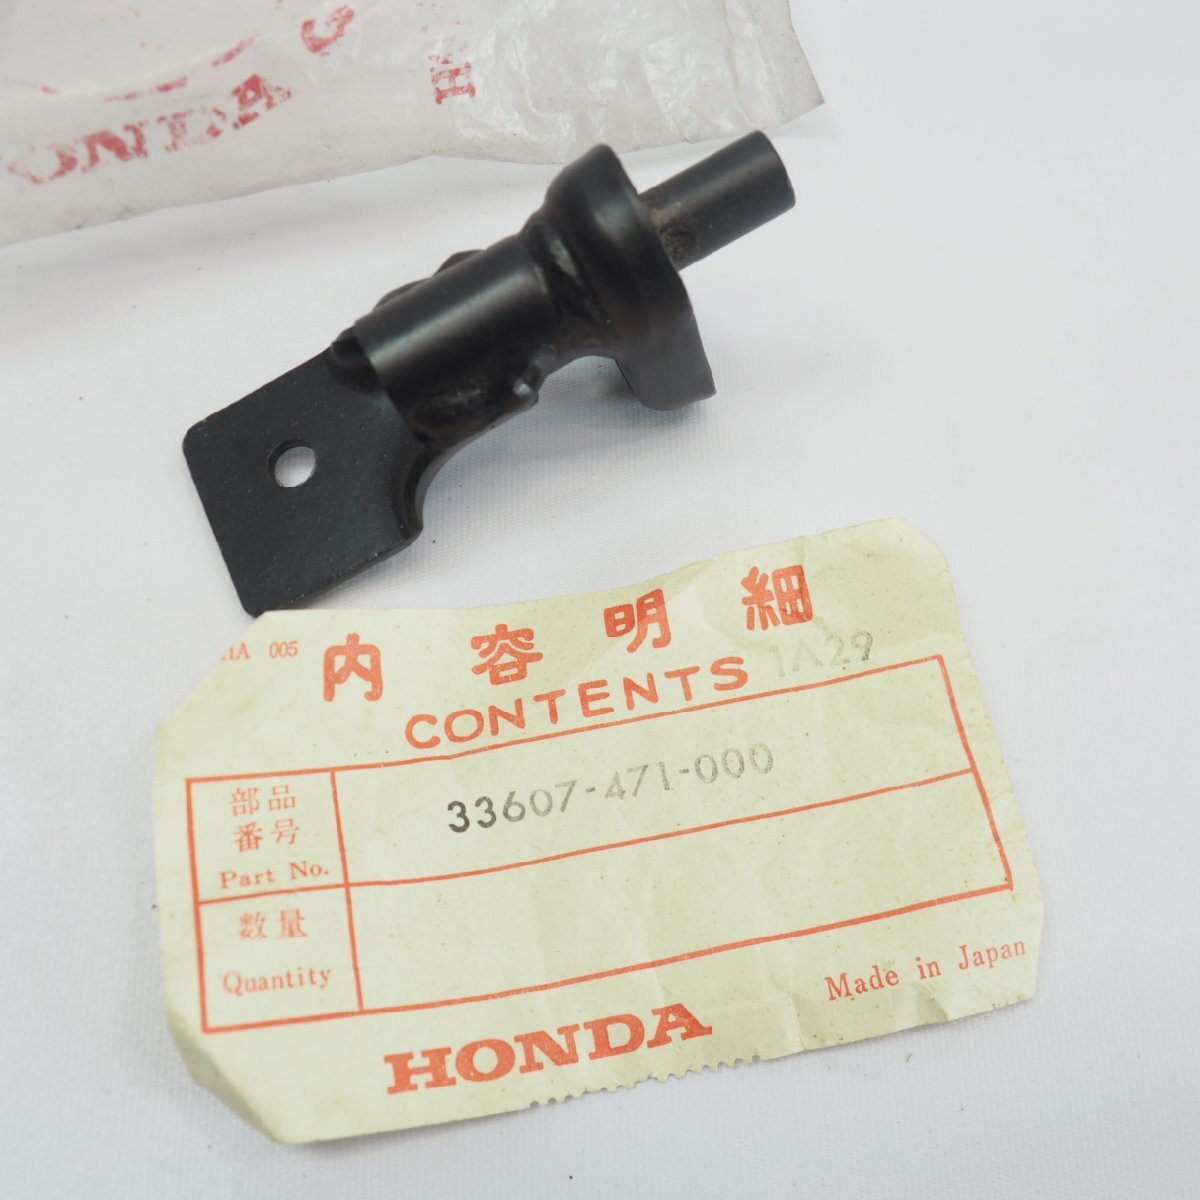 HONDA
内容明細
CONTENTS 1A29
部品
番号
Part No.
33607-471-000
数量
Quantity
Made in Japan
HONDA